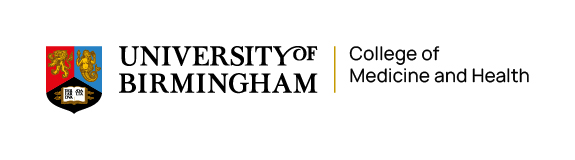 UNIVERSITY OF
BIRMINGHAM
College of
Medicine and Health